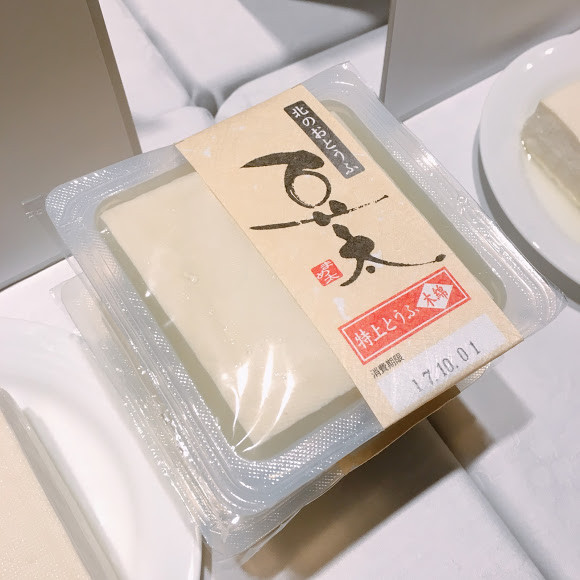 北のおとうふ
豆太
特上とうふ
木綿
消費期限
17.10.01